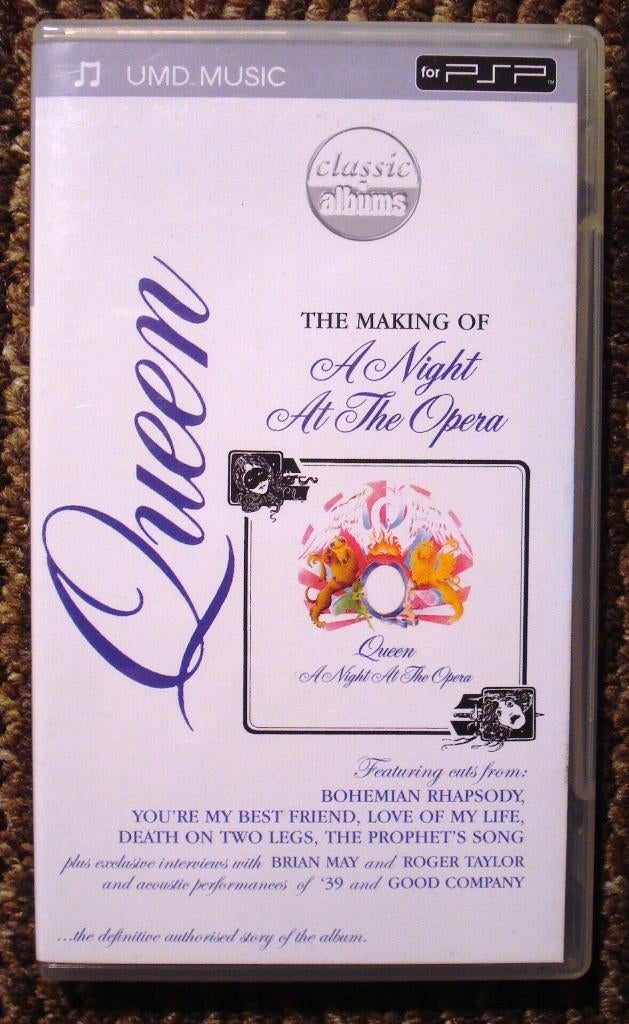 UMD MUSIC
for PSP TM
classic
albums
Queen
THE MAKING OF
A Night
At The Opera
Queen
A Night At The Opera
Featuring cuts from:
BOHEMIAN RHAPSODY,
YOU'RE MY BEST FRIEND, LOVE OF MY LIFE,
DEATH ON TWO LEGS, THE PROPHET'S SONG
plus exclusive interviews with BRIAN MAY and ROGER TAYLOR
and acoustic performances of '39 and GOOD COMPANY
...the definitive authorised story of the album.